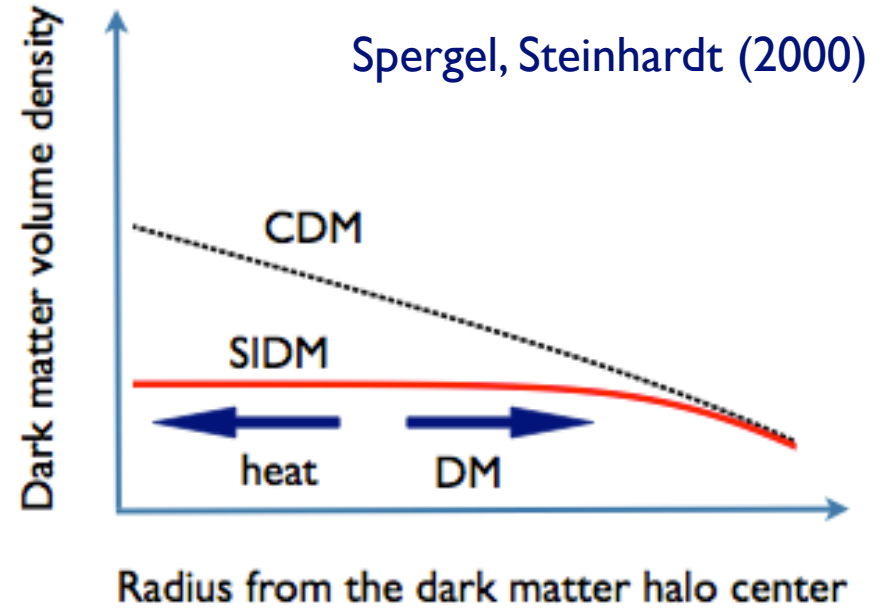 Spergel, Steinhardt (2000)
Dark matter volume density
CDM
SIDM
heat
DM
Radius from the dark matter halo center